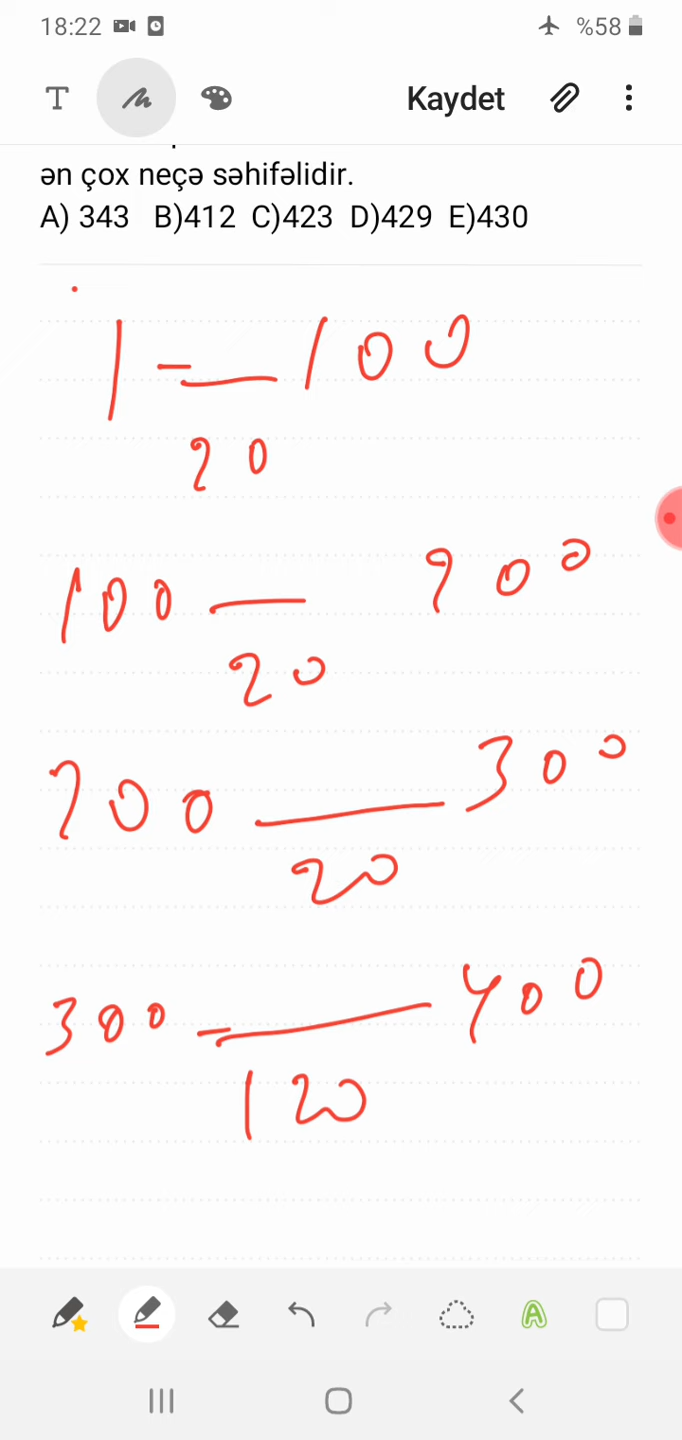 18:22 %58
T Kaydet
ən çox neçə səhifəlidir.
A) 343 B)412 C)423 D)429 E)430
1 — 100
20
100 — 200
20
200 — 300
20
300 — 400
120
A